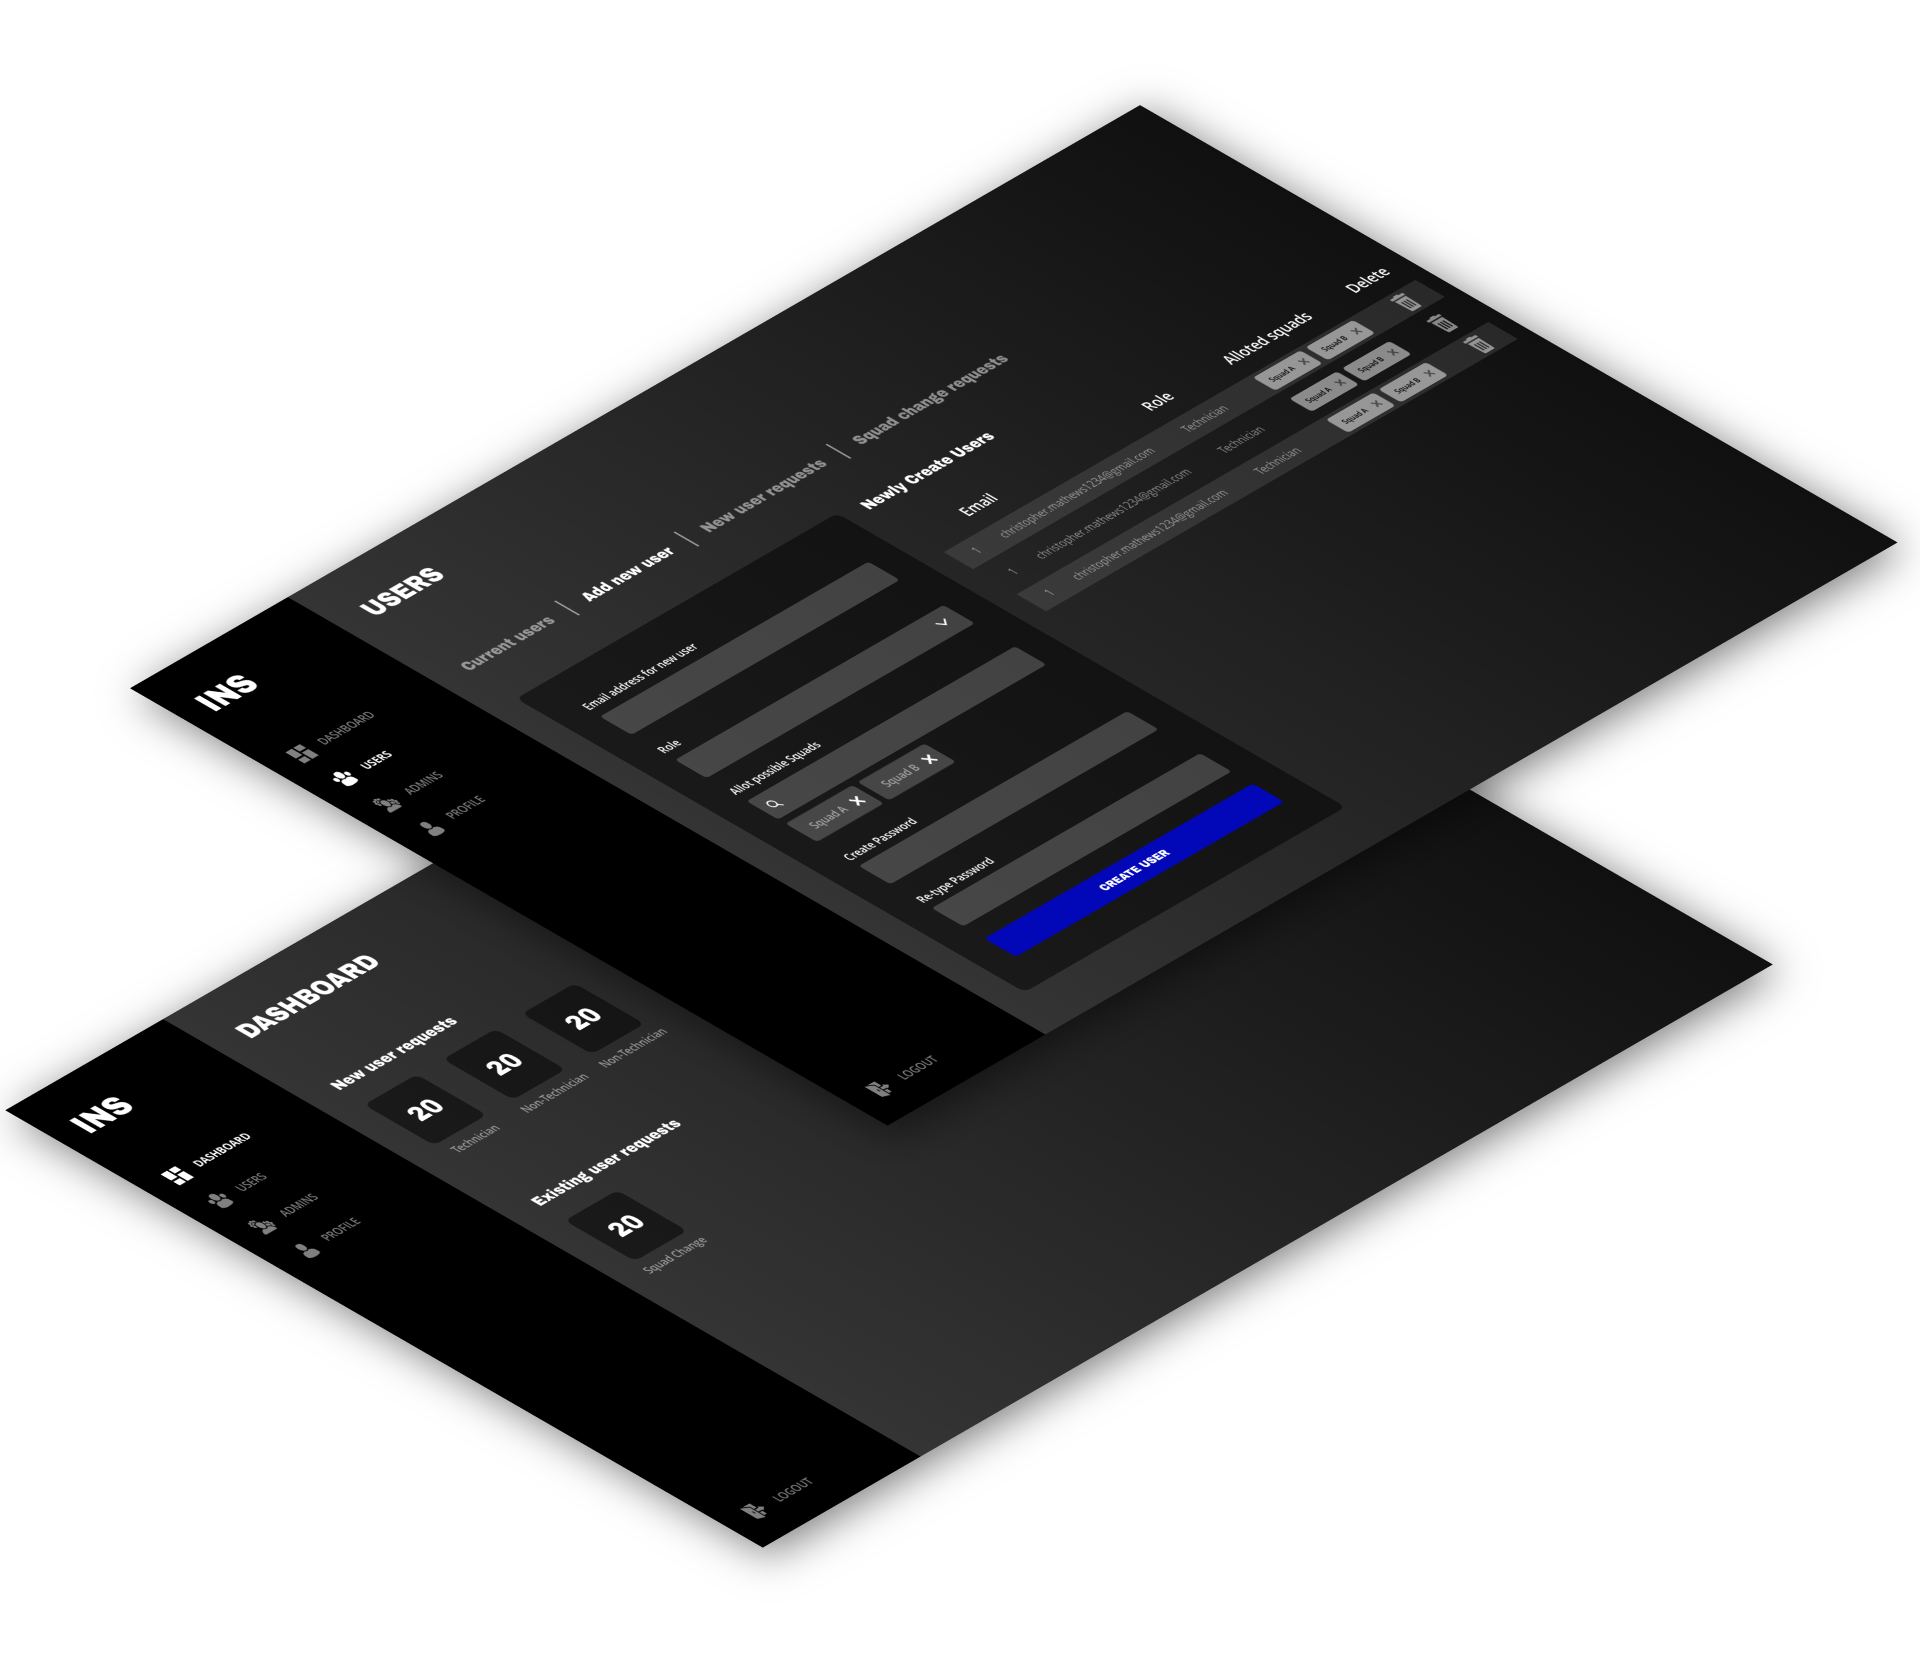 INS
DASHBOARD
USERS
ADMINS
PROFILE
LOGOUT
USERS
Current users | Add new user | New user requests | Squad change requests
Email address for new user
Role
Allot possible Squads
Squad A X Squad B X
Create Password
Re-type Password
CREATE USER
Newly Create Users
Email Role Alloted squads Delete
1 christopher.mathews1234@gmail.com Technician Squad A X Squad B X
1 christopher.mathews1234@gmail.com Technician Squad A X Squad B X
1 christopher.mathews1234@gmail.com Technician Squad A X Squad B X
INS
DASHBOARD
USERS
ADMINS
PROFILE
LOGOUT
DASHBOARD
New user requests
20 20 20
Technician Non-Technician Non-Technician
Existing user requests
20
Squad Change